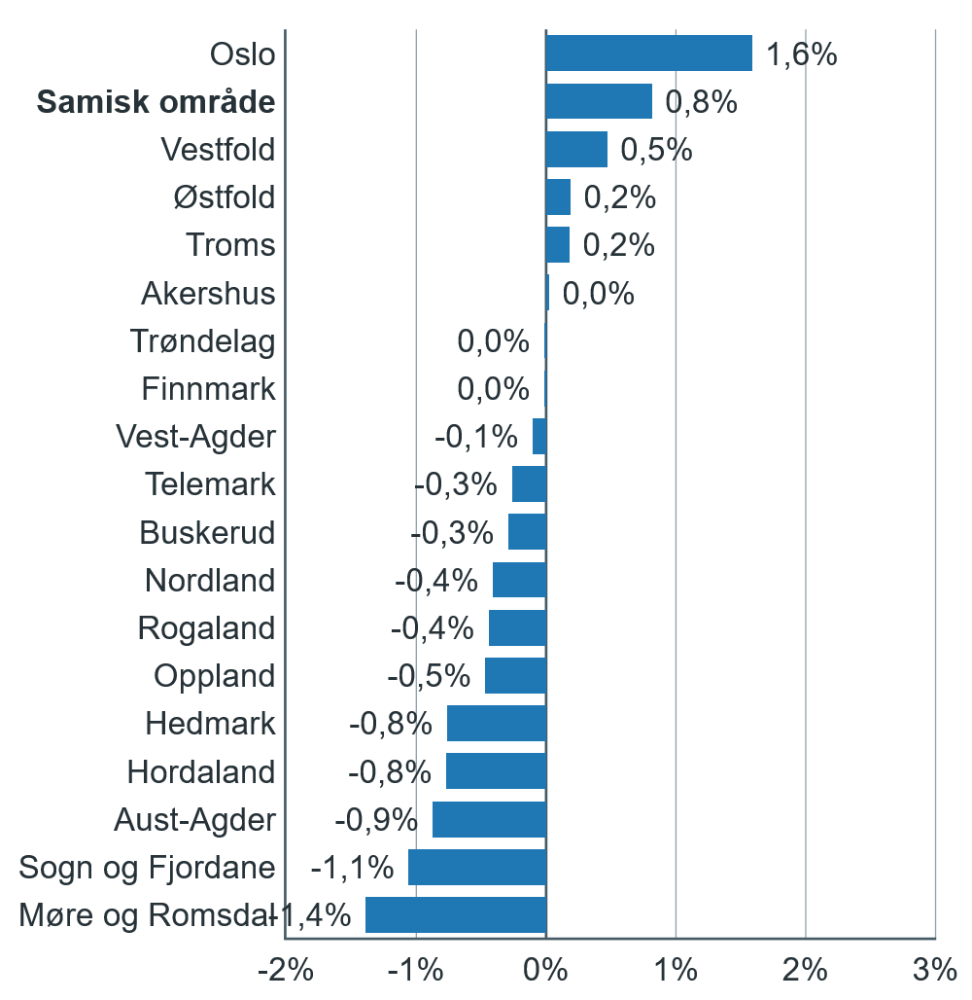 Oslo 1,6%
Samisk område 0,8%
Vestfold 0,5%
Østfold 0,2%
Troms 0,2%
Akershus 0,0%
Trøndelag 0,0%
Finnmark 0,0%
Vest-Agder -0,1%
Telemark -0,3%
Buskerud -0,3%
Nordland -0,4%
Rogaland -0,4%
Oppland -0,5%
Hedmark -0,8%
Hordaland -0,8%
Aust-Agder -0,9%
Sogn og Fjordane -1,1%
Møre og Romsdal -1,4%
-2% -1% 0% 1% 2% 3%